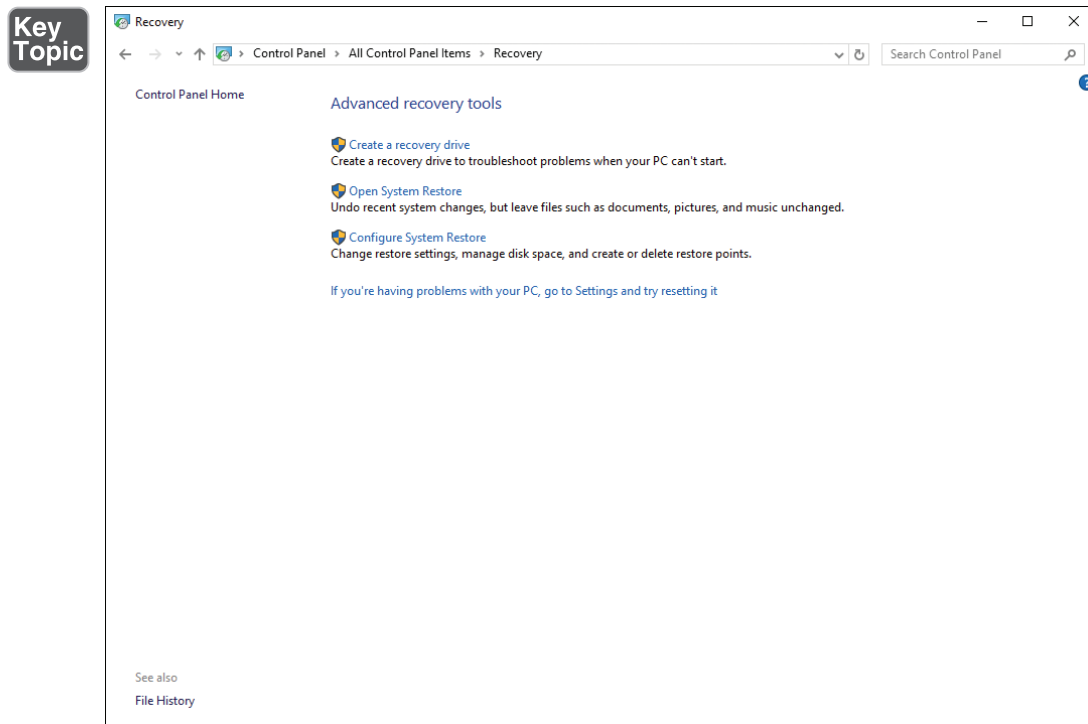 Key
Topic
Recovery
Control Panel > All Control Panel Items > Recovery
Search Control Panel
?
Control Panel Home
Advanced recovery tools
Create a recovery drive
Create a recovery drive to troubleshoot problems when your PC can't start.
Open System Restore
Undo recent system changes, but leave files such as documents, pictures, and music unchanged.
Configure System Restore
Change restore settings, manage disk space, and create or delete restore points.
If you're having problems with your PC, go to Settings and try resetting it
See also
File History